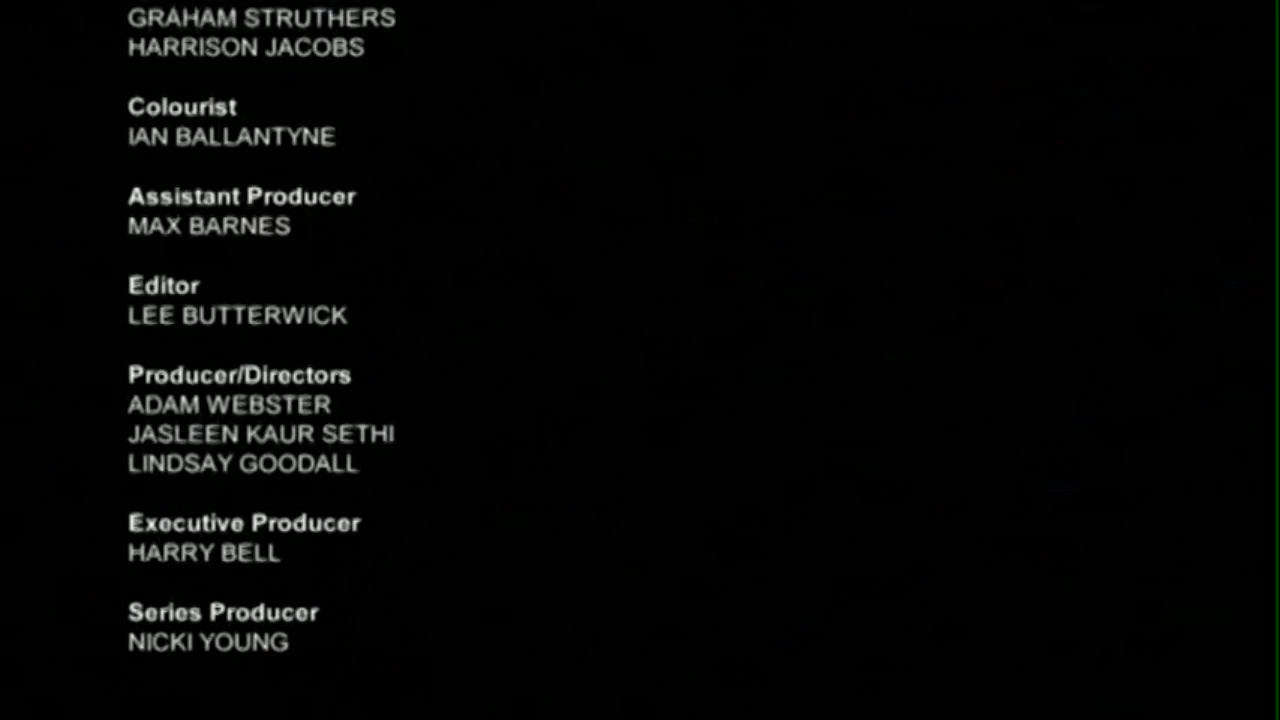 GRAHAM STRUTHERS
HARRISON JACOBS
Colourist
IAN BALLANTYNE
Assistant Producer
MAX BARNES
Editor
LEE BUTTERWICK
Producer/Directors
ADAM WEBSTER
JASLEEN KAUR SETHI
LINDSAY GOODALL
Executive Producer
HARRY BELL
Series Producer
NICKI YOUNG